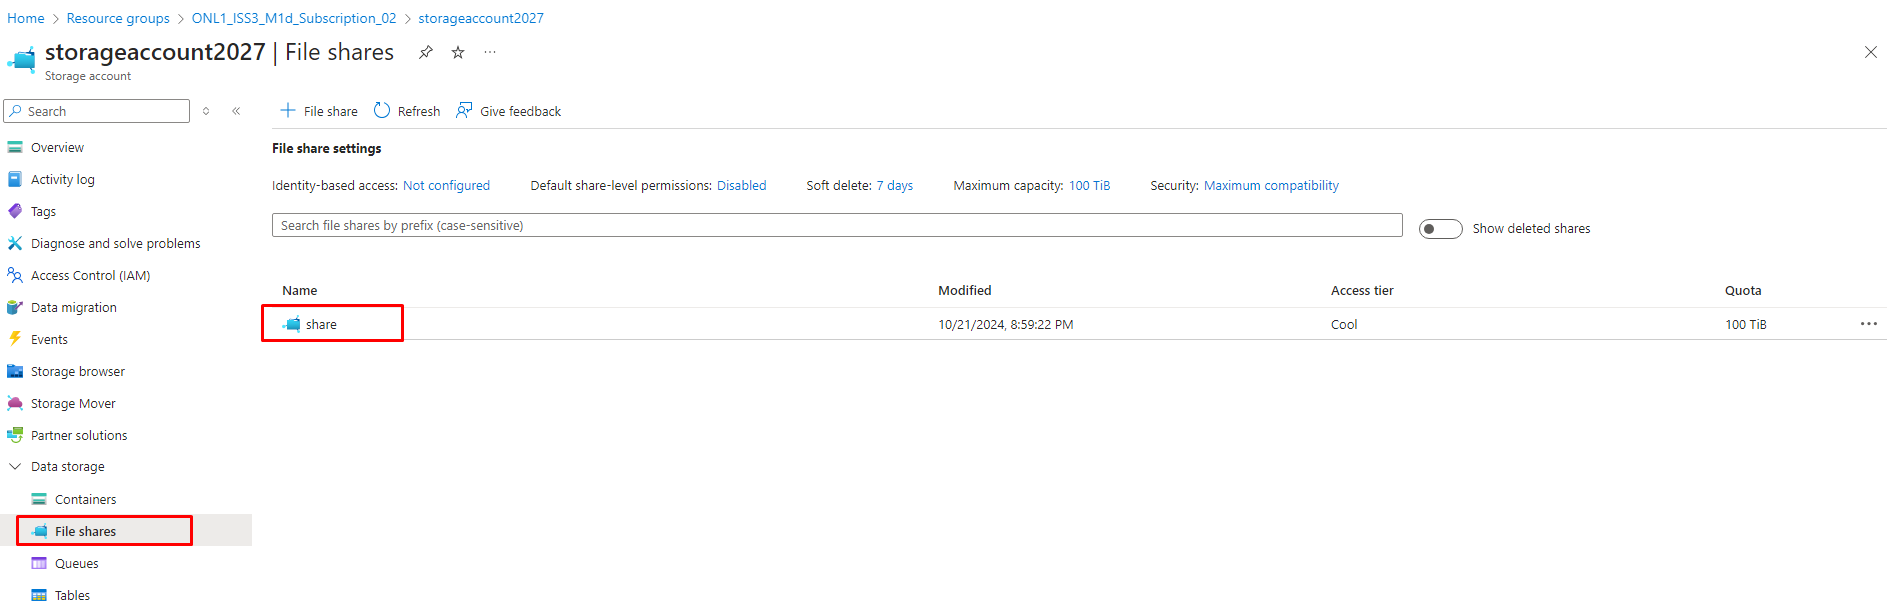 Home > Resource groups > ONL1_ISS3_M1d_Subscription_02 > storageaccount2027
storageaccount2027 | File shares ···
Storage account
Search
File share Refresh Give feedback
Overview
Activity log
Tags
Diagnose and solve problems
Access Control (IAM)
Data migration
Events
Storage browser
Storage Mover
Partner solutions
Data storage
Containers
File shares
Queues
Tables
File share settings
Identity-based access: Not configured Default share-level permissions: Disabled Soft delete: 7 days Maximum capacity: 100 TiB Security: Maximum compatibility
Search file shares by prefix (case-sensitive) Show deleted shares
Name Modified Access tier Quota
share 10/21/2024, 8:59:22 PM Cool 100 TiB ···